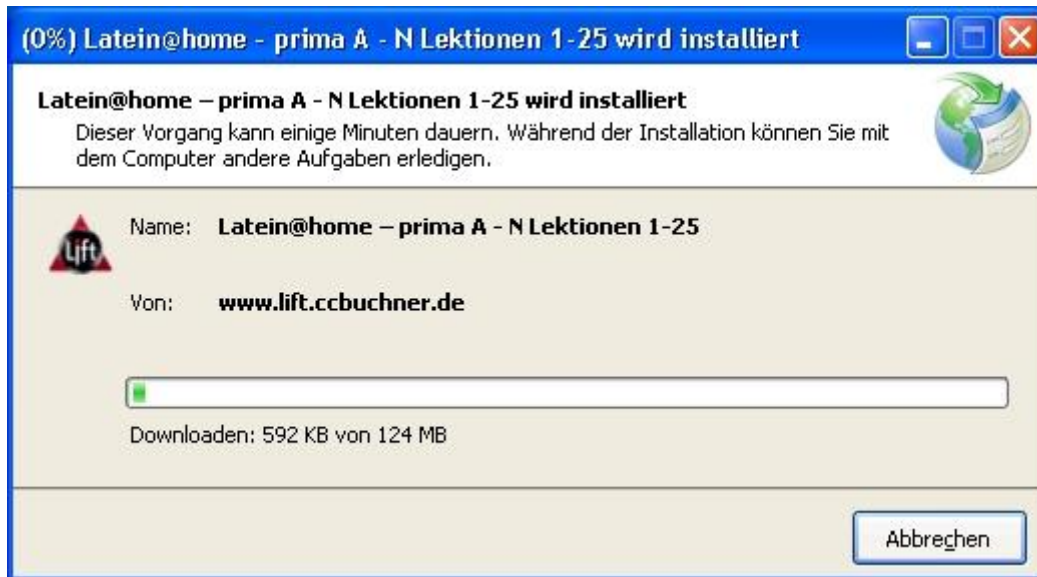 (0%) Latein@home - prima A - N Lektionen 1-25 wird installiert
Latein@home – prima A - N Lektionen 1-25 wird installiert
Dieser Vorgang kann einige Minuten dauern. Während der Installation können Sie mit
dem Computer andere Aufgaben erledigen.
Lift
Name: Latein@home – prima A - N Lektionen 1-25
Von: www.lift.ccbuchner.de
Downloaden: 592 KB von 124 MB
Abbrechen